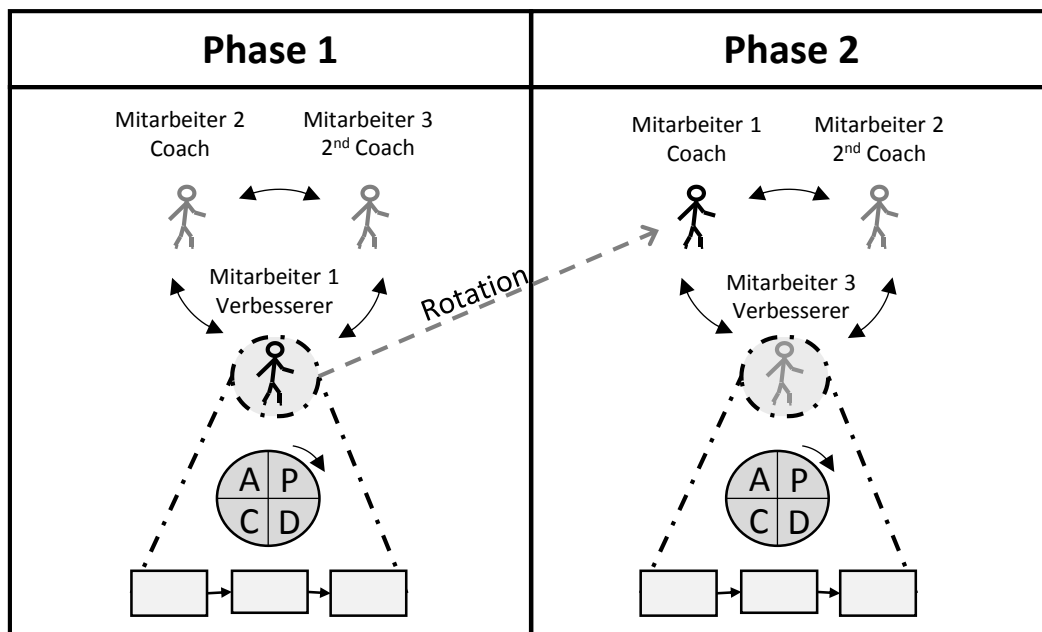 Phase 1
Phase 2
Mitarbeiter 2
Coach
Mitarbeiter 3
2nd Coach
Mitarbeiter 1
Verbesserer
A P
C D
Rotation
Mitarbeiter 1
Coach
Mitarbeiter 2
2nd Coach
Mitarbeiter 3
Verbesserer
A P
C D